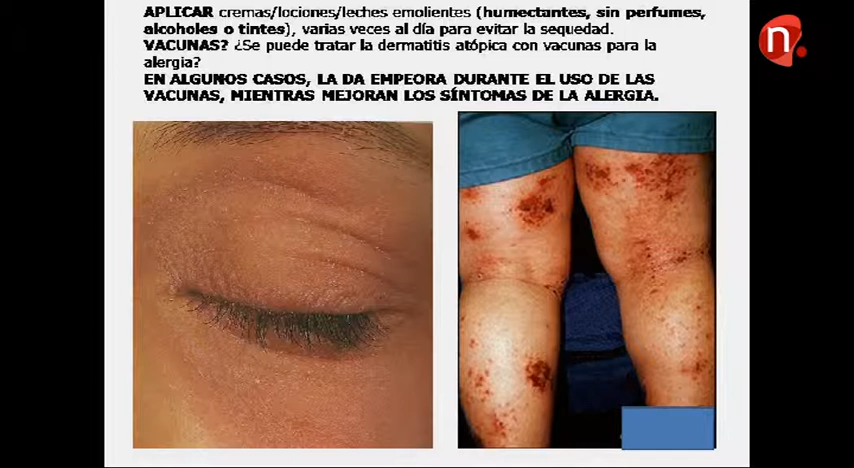 APLICAR cremas/lociones/leches emolientes (humectantes, sin perfumes,
alcoholes o tintes), varias veces al día para evitar la sequedad.
VACUNAS? ¿Se puede tratar la dermatitis atópica con vacunas para la
alergia?
EN ALGUNOS CASOS, LA DA EMPEORA DURANTE EL USO DE LAS
VACUNAS, MIENTRAS MEJORAN LOS SÍNTOMAS DE LA ALERGIA.
n.